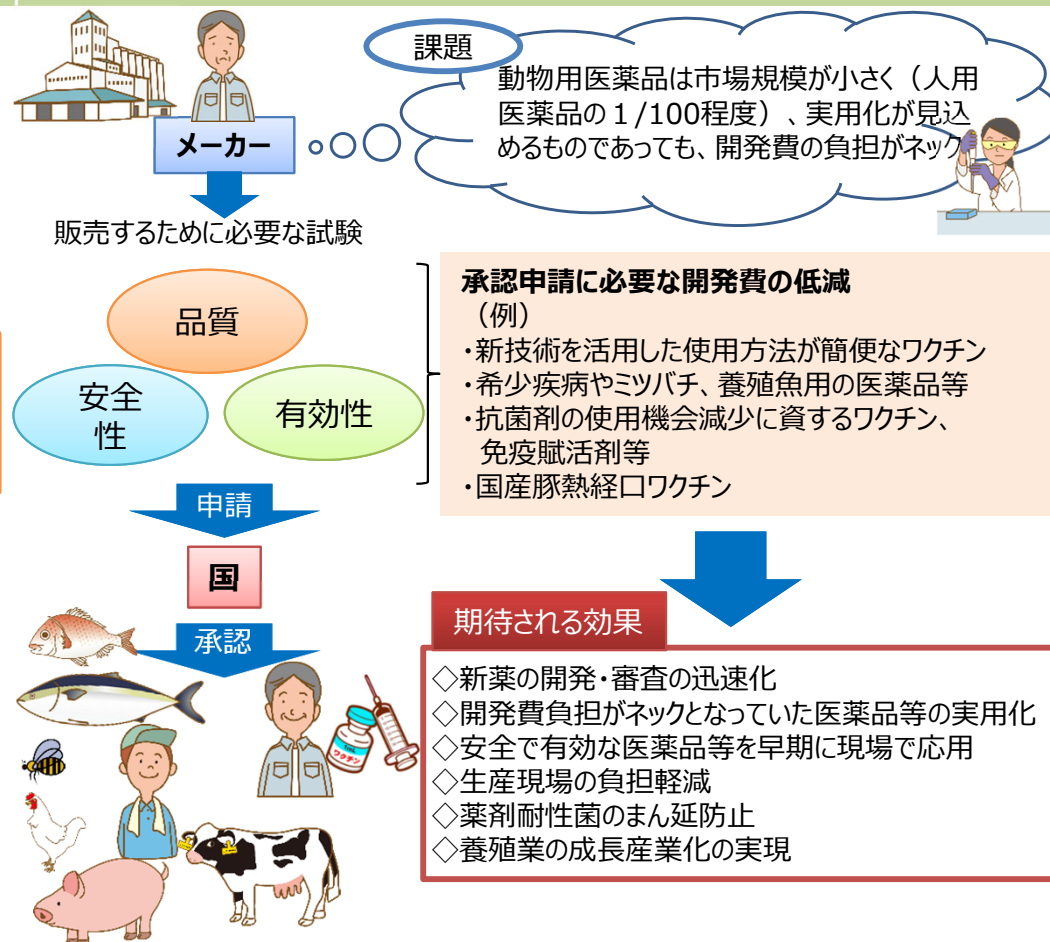 課題
動物用医薬品は市場規模が小さく（人用
医薬品の１/100程度）、実用化が見込
めるものであっても、開発費の負担がネック
メーカー
販売するために必要な試験
品質
安全
性
有効性
承認申請に必要な開発費の低減
（例）
・新技術を活用した使用方法が簡便なワクチン
・希少疾病やミツバチ、養殖魚用の医薬品等
・抗菌剤の使用機会減少に資するワクチン、
免疫賦活剤等
・国産豚熱経口ワクチン
申請
国
承認
ワクチン
期待される効果
◇新薬の開発・審査の迅速化
◇開発費負担がネックとなっていた医薬品等の実用化
◇安全で有効な医薬品等を早期に現場で応用
◇生産現場の負担軽減
◇薬剤耐性菌のまん延防止
◇養殖業の成長産業化の実現